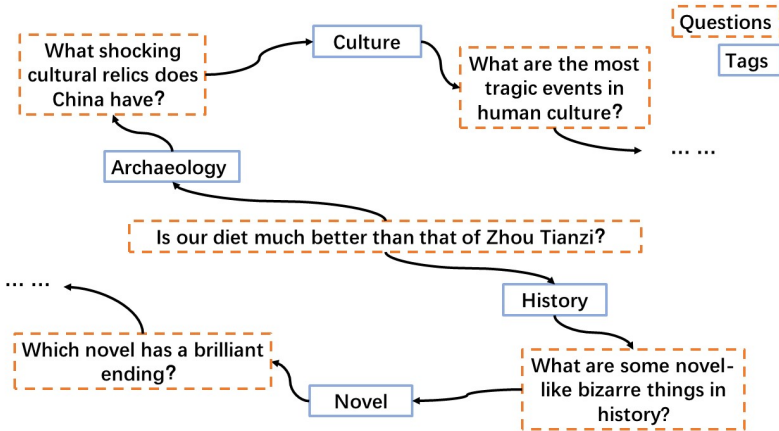 Questions
Tags
What shocking
cultural relics does
China have?
Culture
What are the most
tragic events in
human culture?
... ...
Archaeology
Is our diet much better than that of Zhou Tianzi?
... ...
History
Which novel has a brilliant
ending?
Novel
What are some novel-
like bizarre things in
history?